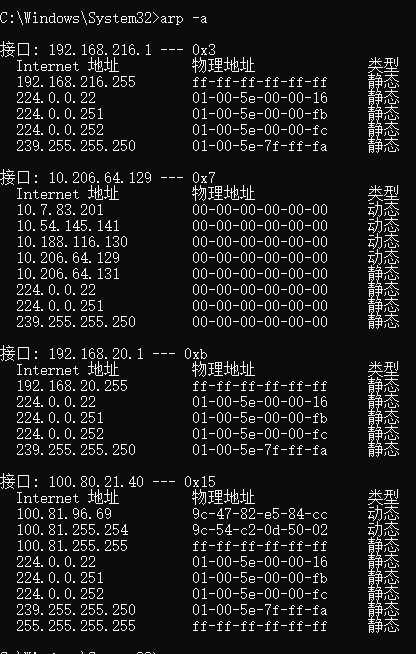 C:\Windows\System32>arp -a
接口: 192.168.216.1 --- 0x3
Internet 地址 物理地址 类型
192.168.216.255 ff-ff-ff-ff-ff-ff 静态
224.0.0.22 01-00-5e-00-00-16 静态
224.0.0.251 01-00-5e-00-00-fb 静态
224.0.0.252 01-00-5e-00-00-fc 静态
239.255.255.250 01-00-5e-7f-ff-fa 静态
接口: 10.206.64.129 --- 0x7
Internet 地址 物理地址 类型
10.7.83.201 00-00-00-00-00-00 动态
10.54.145.141 00-00-00-00-00-00 动态
10.188.116.130 00-00-00-00-00-00 动态
10.206.64.129 00-00-00-00-00-00 动态
10.206.64.131 00-00-00-00-00-00 静态
224.0.0.22 00-00-00-00-00-00 静态
224.0.0.251 00-00-00-00-00-00 静态
239.255.255.250 00-00-00-00-00-00 静态
接口: 192.168.20.1 --- 0xb
Internet 地址 物理地址 类型
192.168.20.255 ff-ff-ff-ff-ff-ff 静态
224.0.0.22 01-00-5e-00-00-16 静态
224.0.0.251 01-00-5e-00-00-fb 静态
224.0.0.252 01-00-5e-00-00-fc 静态
239.255.255.250 01-00-5e-7f-ff-fa 静态
接口: 100.80.21.40 --- 0x15
Internet 地址 物理地址 类型
100.81.96.69 9c-47-82-e5-84-cc 动态
100.81.255.254 9c-54-c2-0d-50-02 动态
100.81.255.255 ff-ff-ff-ff-ff-ff 静态
224.0.0.22 01-00-5e-00-00-16 静态
224.0.0.251 01-00-5e-00-00-fb 静态
224.0.0.252 01-00-5e-00-00-fc 静态
239.255.255.250 01-00-5e-7f-ff-fa 静态
255.255.255.255 ff-ff-ff-ff-ff-ff 静态